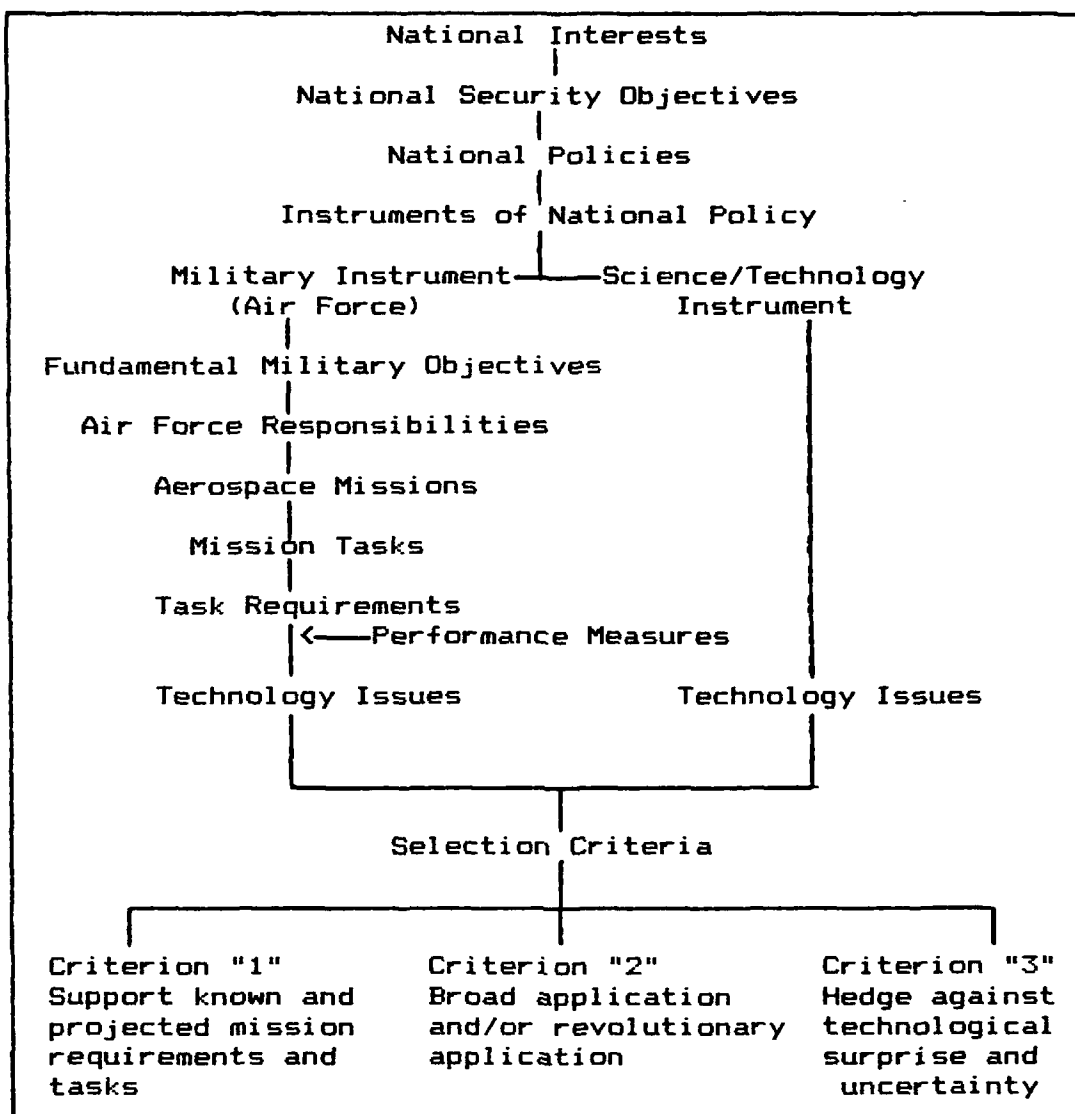 National Interests
National Security Objectives
National Policies
Instruments of National Policy
Military Instrument
(Air Force)
Science/Technology
Instrument
Fundamental Military Objectives
Air Force Responsibilities
Aerospace Missions
Mission Tasks
Task Requirements
<——Performance Measures
Technology Issues
Technology Issues
Selection Criteria
Criterion "1"
Support known and
projected mission
requirements and
tasks
Criterion "2"
Broad application
and/or revolutionary
application
Criterion "3"
Hedge against
technological
surprise and
uncertainty